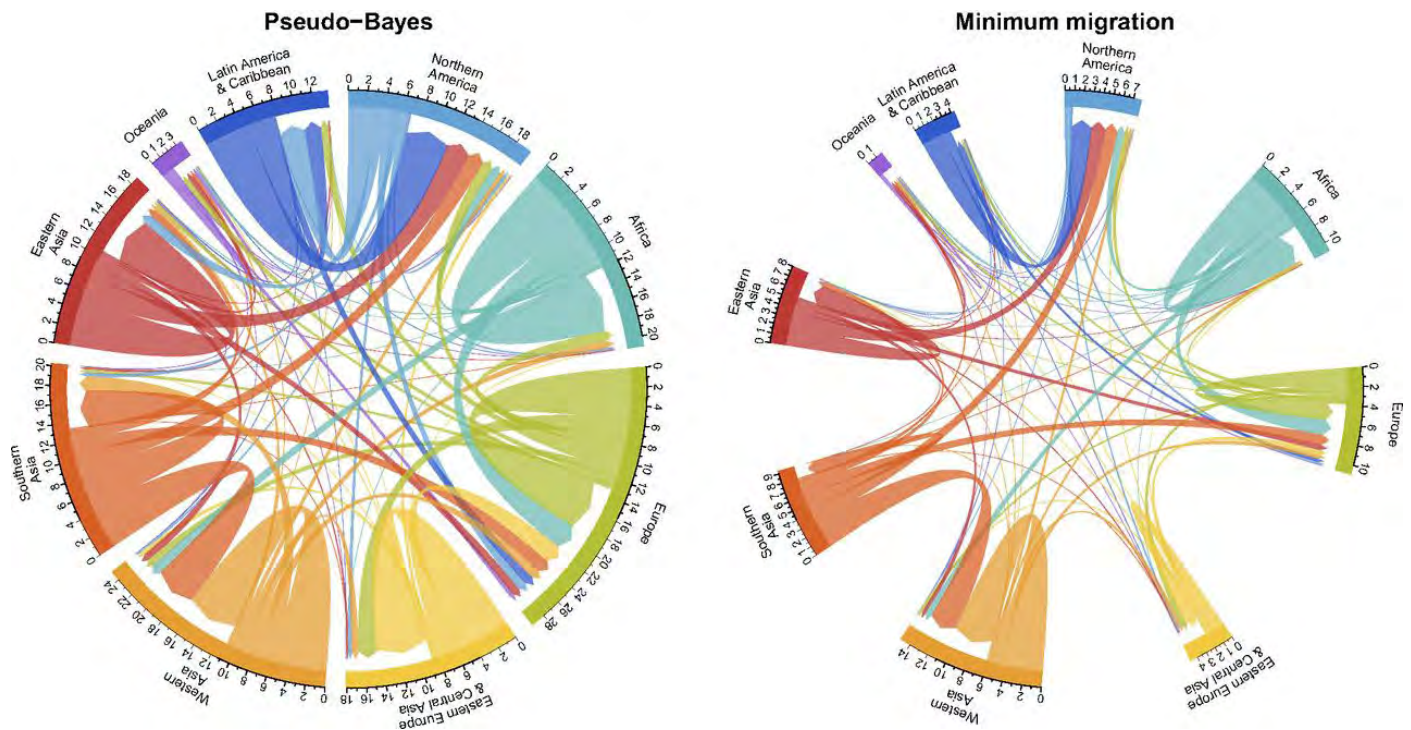 Pseudo−Bayes
Latin America
& Caribbean
0 2 4 6 8 10 12
Northern
America
0 2 4 6 8 10 12 14 16 18
Africa
0 2 4 6 8 10 12 14 16 18 20
Europe
0 2 4 6 8 10 12 14 16 18 20 22 24 26 28
Eastern Europe
& Central Asia
0 2 4 6 8 10 12 14 16 18
Western
Asia
0 2 4 6 8 10 12 14 16 18 20 22 24
Southern
Asia
0 2 4 6 8 10 12 14 16 18 20
Eastern
Asia
0 2 4 6 8 10 12 14 16 18
Oceania
0 1 2 3
Minimum migration
Latin America
& Caribbean
0 1 2 3 4
Northern
America
0 1 2 3 4 5 6 7
Africa
0 2 4 6 8 10
Europe
0 2 4 6 8 10
Eastern Europe
& Central Asia
0 1 2 3 4
Western
Asia
0 2 4 6 8 10 12 14
Southern
Asia
0 1 2 3 4 5 6 7 8 9
Eastern
Asia
0 1 2 3 4 5 6 7 8
Oceania
0 1